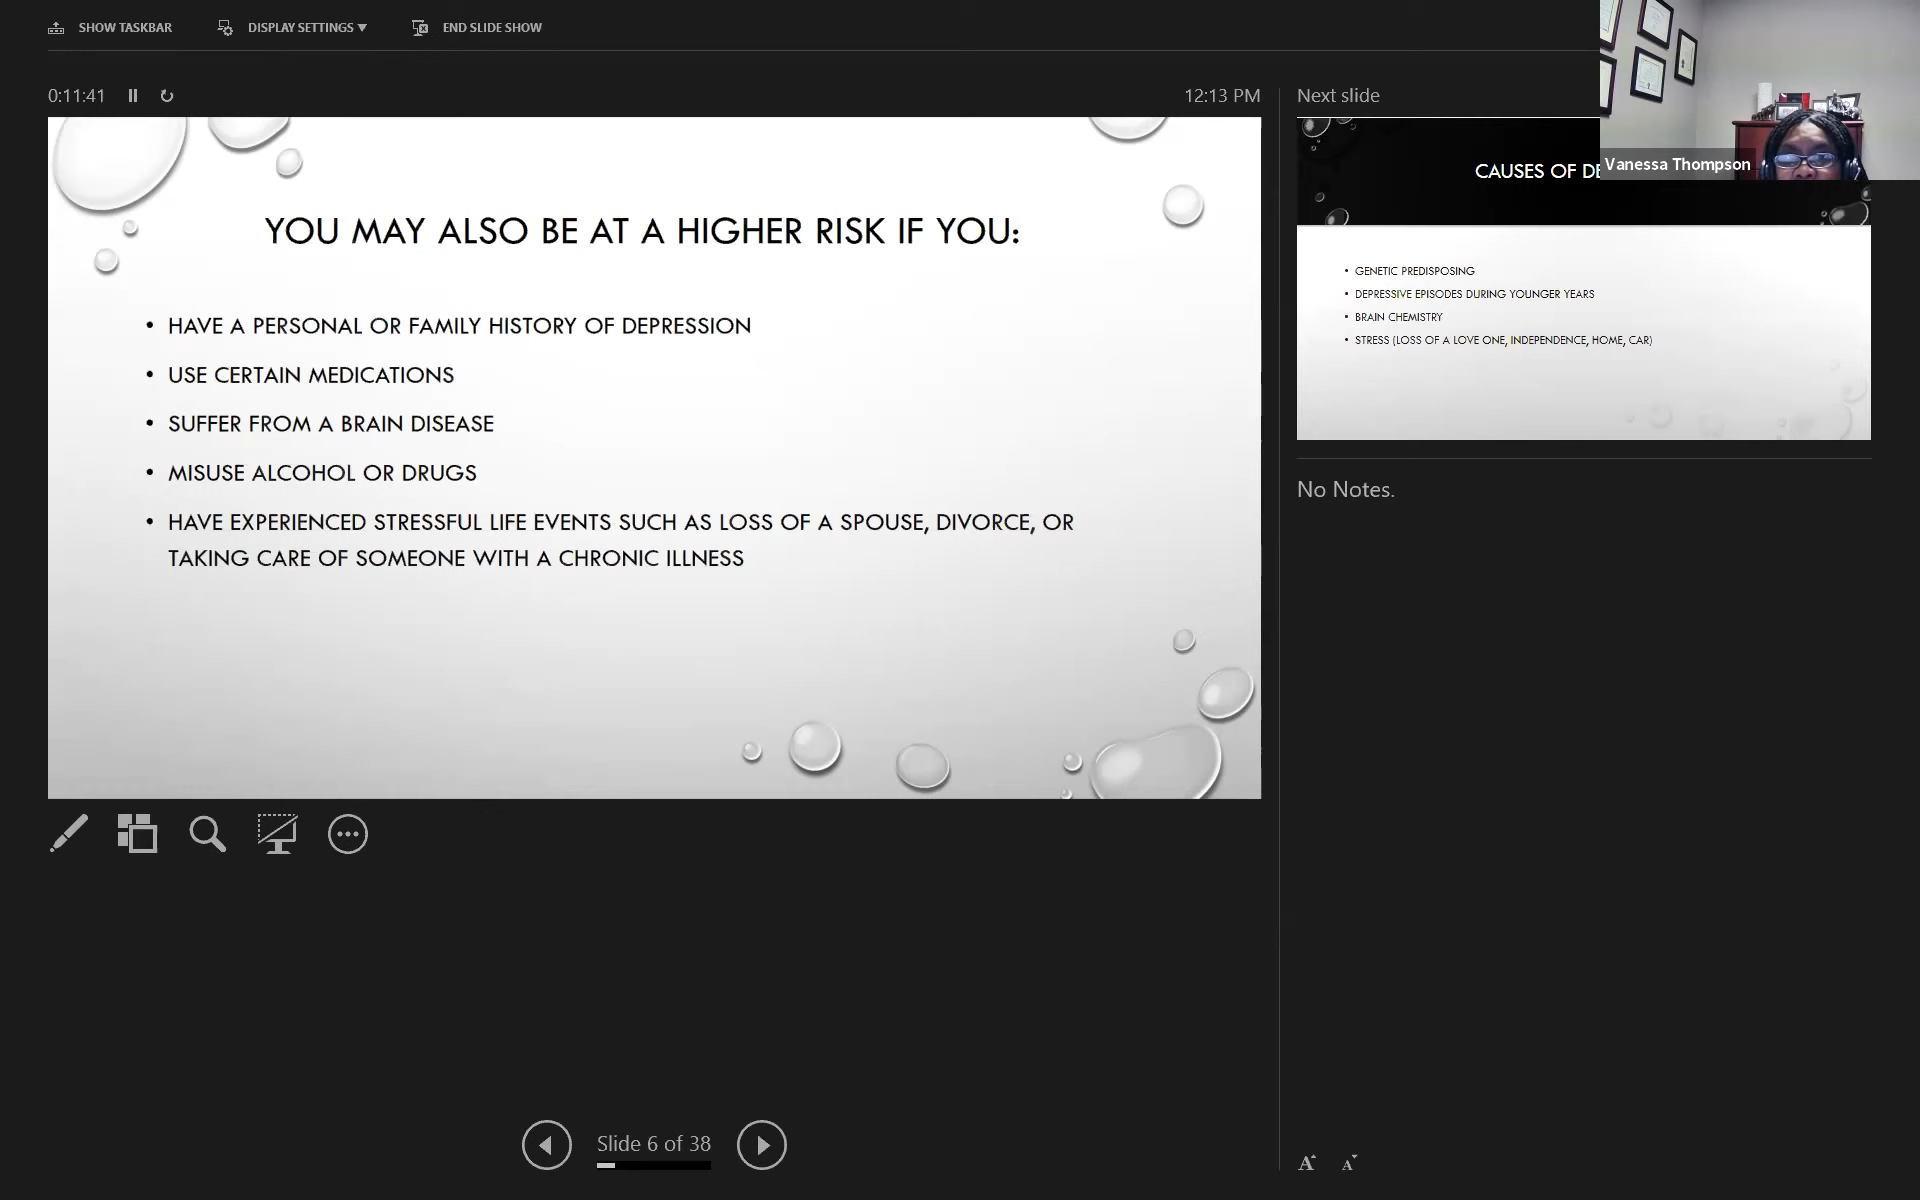 SHOW TASKBAR
DISPLAY SETTINGS
END SLIDE SHOW
0:11:41
12:13 PM
YOU MAY ALSO BE AT A HIGHER RISK IF YOU:
• HAVE A PERSONAL OR FAMILY HISTORY OF DEPRESSION
• USE CERTAIN MEDICATIONS
• SUFFER FROM A BRAIN DISEASE
• MISUSE ALCOHOL OR DRUGS
• HAVE EXPERIENCED STRESSFUL LIFE EVENTS SUCH AS LOSS OF A SPOUSE, DIVORCE, OR
TAKING CARE OF SOMEONE WITH A CHRONIC ILLNESS
Slide 6 of 38
Next slide
CAUSES OF
Vanessa Thompson
• GENETIC PREDISPOSING
• DEPRESSIVE EPISODES DURING YOUNGER YEARS
• BRAIN CHEMISTRY
• STRESS (LOSS OF A LOVE ONE, INDEPENDENCE, HOME, CAR)
No Notes.
A A